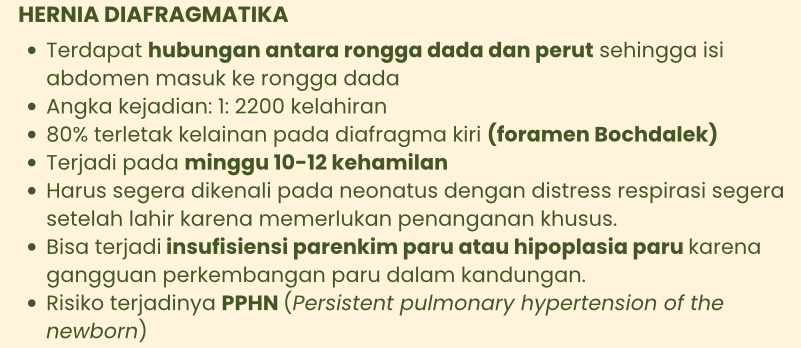 HERNIA DIAFRAGMATIKA
• Terdapat hubungan antara rongga dada dan perut sehingga isi
abdomen masuk ke rongga dada
• Angka kejadian: 1: 2200 kelahiran
• 80% terletak kelainan pada diafragma kiri (foramen Bochdalek)
• Terjadi pada minggu 10-12 kehamilan
• Harus segera dikenali pada neonatus dengan distress respirasi segera
setelah lahir karena memerlukan penanganan khusus.
• Bisa terjadi insufisiensi parenkim paru atau hipoplasia paru karena
gangguan perkembangan paru dalam kandungan.
• Risiko terjadinya PPHN (Persistent pulmonary hypertension of the
newborn)